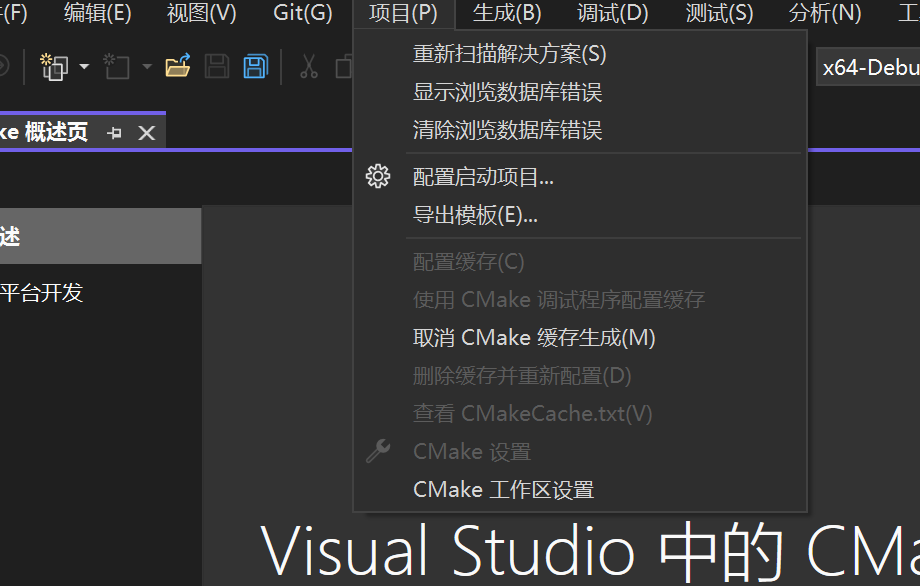 (F) 编辑(E) 视图(V) Git(G) 项目(P) 生成(B) 调试(D) 测试(S) 分析(N) 工
x64-Debu
ke 概述页
重新扫描解决方案(S)
显示浏览数据库错误
清除浏览数据库错误
配置启动项目...
导出模板(E)...
配置缓存(C)
使用 CMake 调试程序配置缓存
取消 CMake 缓存生成(M)
删除缓存并重新配置(D)
查看 CMakeCache.txt(V)
CMake 设置
CMake 工作区设置
述
平台开发
Visual Studio 中的 CMa